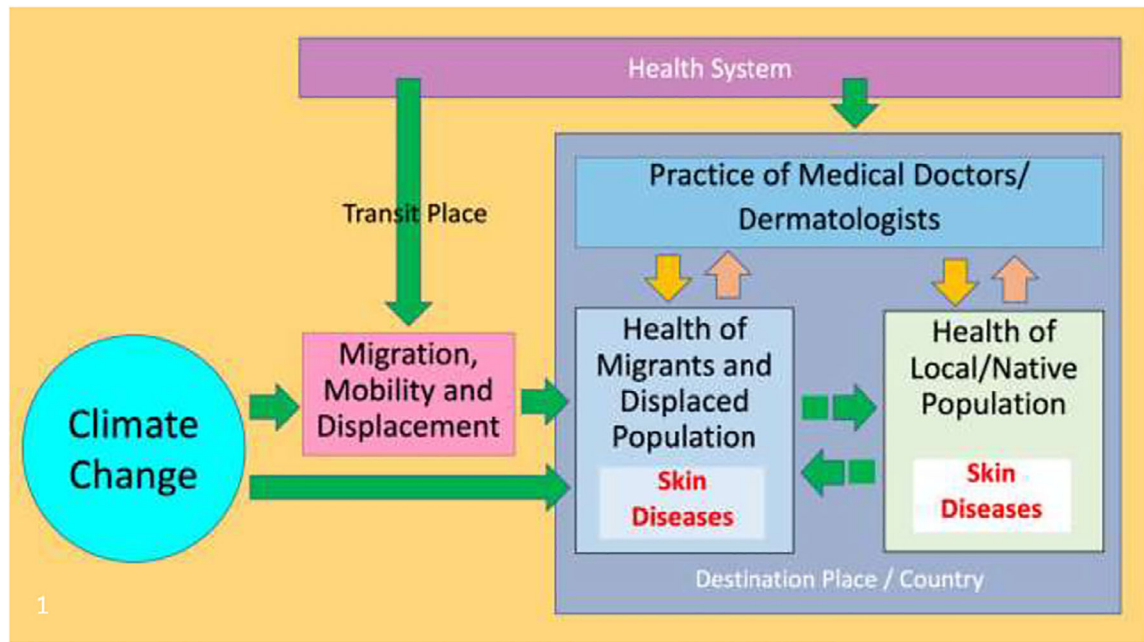 Health System
Transit Place
Practice of Medical Doctors/
Dermatologists
Climate
Change
Migration,
Mobility and
Displacement
Health of
Migrants and
Displaced
Population
Skin
Diseases
Health of
Local/Native
Population
Skin
Diseases
Destination Place / Country
1